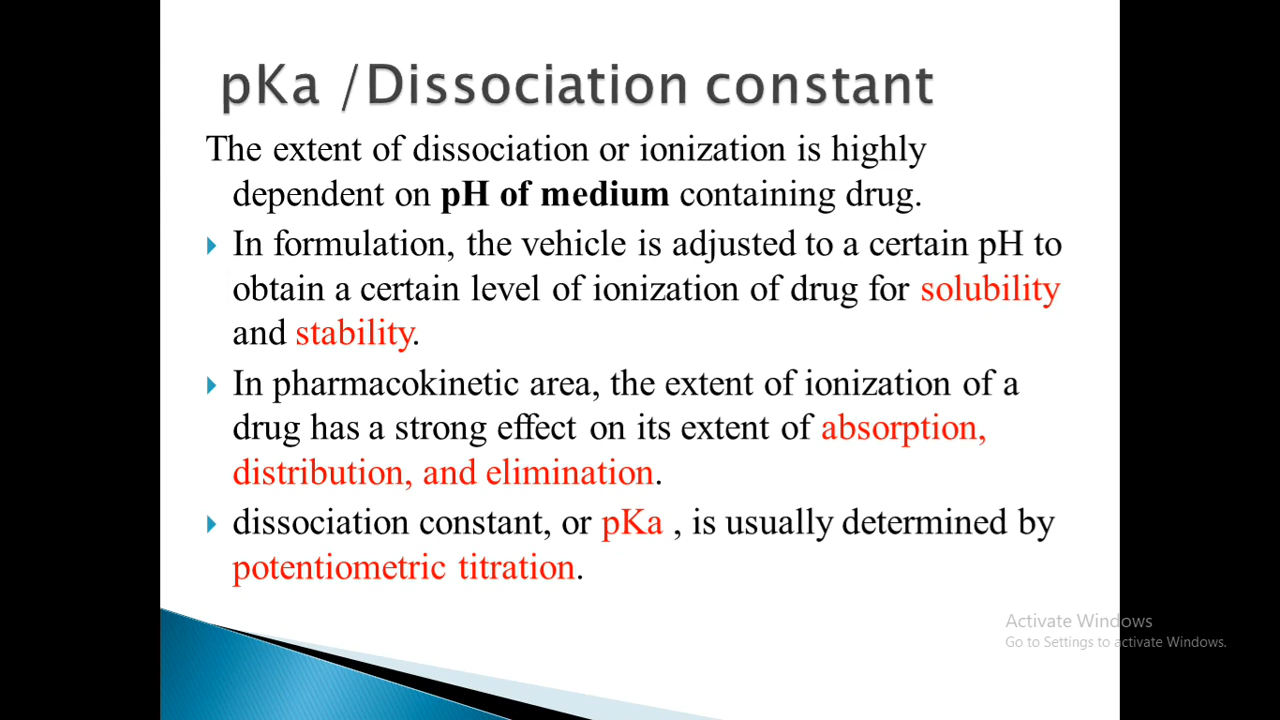 pKa /Dissociation constant
The extent of dissociation or ionization is highly
dependent on pH of medium containing drug.
In formulation, the vehicle is adjusted to a certain pH to
obtain a certain level of ionization of drug for solubility
and stability.
In pharmacokinetic area, the extent of ionization of a
drug has a strong effect on its extent of absorption,
distribution, and elimination.
dissociation constant, or pKa , is usually determined by
potentiometric titration.
Activate Windows
Go to Settings to activate Windows.